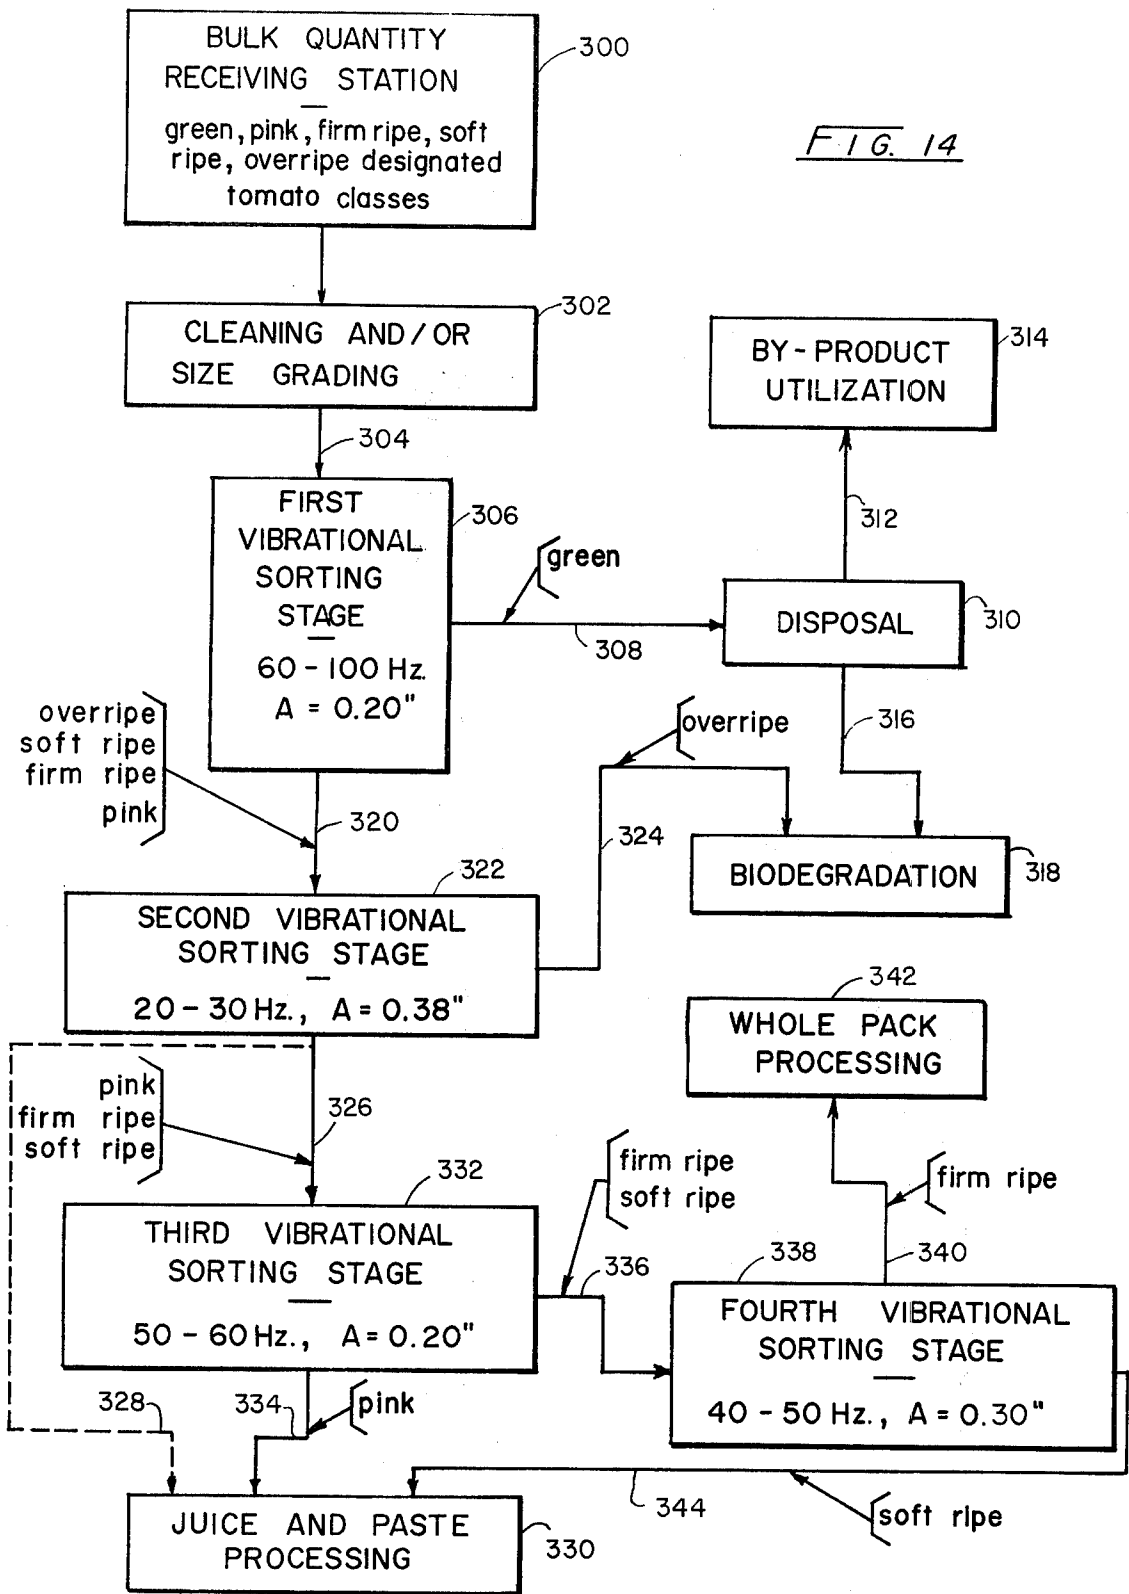 BULK QUANTITY
RECEIVING STATION
—
green, pink, firm ripe, soft
ripe, overripe designated
tomato classes
300
FIG. 14
CLEANING AND/OR
SIZE GRADING
302
304
BY-PRODUCT
UTILIZATION
314
FIRST
VIBRATIONAL
SORTING
STAGE
—
60-100 Hz.
A = 0.20"
306
green
308
312
DISPOSAL
310
316
overripe
soft ripe
firm ripe
pink
320
overripe
324
BIODEGRADATION
318
322
SECOND VIBRATIONAL
SORTING STAGE
—
20-30 Hz., A = 0.38"
342
WHOLE PACK
PROCESSING
pink
firm ripe
soft ripe
326
332
THIRD VIBRATIONAL
SORTING STAGE
—
50-60 Hz., A = 0.20"
firm ripe
soft ripe
336
firm ripe
340
338
FOURTH VIBRATIONAL
SORTING STAGE
—
40-50 Hz., A = 0.30"
328
334
pink
344
soft ripe
JUICE AND PASTE
PROCESSING
330